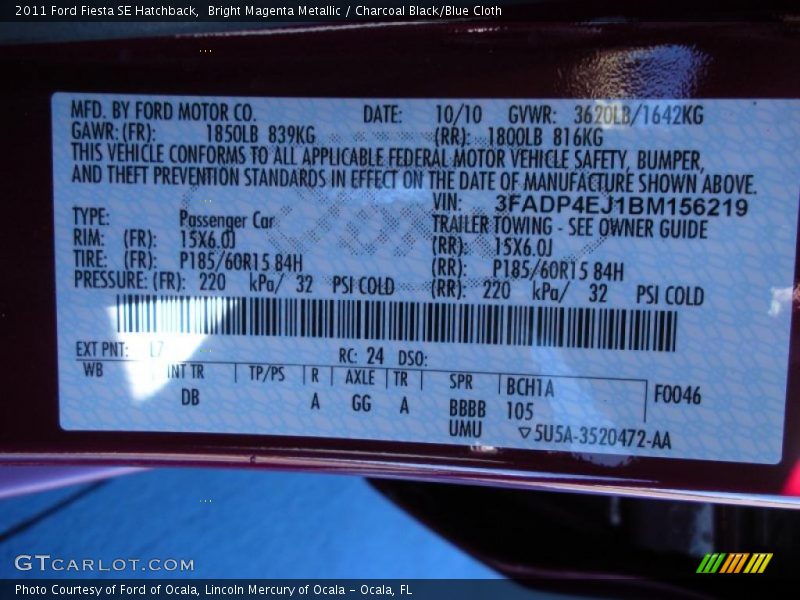 2011 Ford Fiesta SE Hatchback,  Bright Magenta Metallic / Charcoal Black/Blue Cloth
MFD. BY FORD MOTOR CO. DATE: 10/10 GVWR: 3620LB/1642KG
GAWR: (FR): 1850LB 839KG (RR): 1800LB 816KG
THIS VEHICLE CONFORMS TO ALL APPLICABLE FEDERAL MOTOR VEHICLE SAFETY, BUMPER,
AND THEFT PREVENTION STANDARDS IN EFFECT ON THE DATE OF MANUFACTURE SHOWN ABOVE.
VIN: 3FADP4EJ1BM156219
TYPE: Passenger Car TRAILER TOWING - SEE OWNER GUIDE
RIM: (FR): 15X6.0J (RR): 15X6.0J
TIRE: (FR): P185/60R15 84H (RR): P185/60R15 84H
PRESSURE: (FR): 220 kPa/ 32 PSI COLD (RR): 220 kPa/ 32 PSI COLD
EXT PNT: L7 RC: 24 DSO:
WB INT TR TP/PS R AXLE TR SPR BCH1A F0046
DB A GG A BBBB 105
UMU ▽5U5A-3520472-AA
GTCARLOT.COM
Photo Courtesy of Ford of Ocala, Lincoln Mercury of Ocala – Ocala, FL